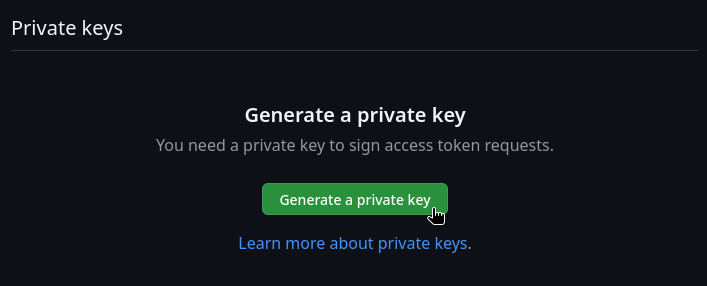 Private keys
Generate a private key
You need a private key to sign access token requests.
Generate a private key
Learn more about private keys.